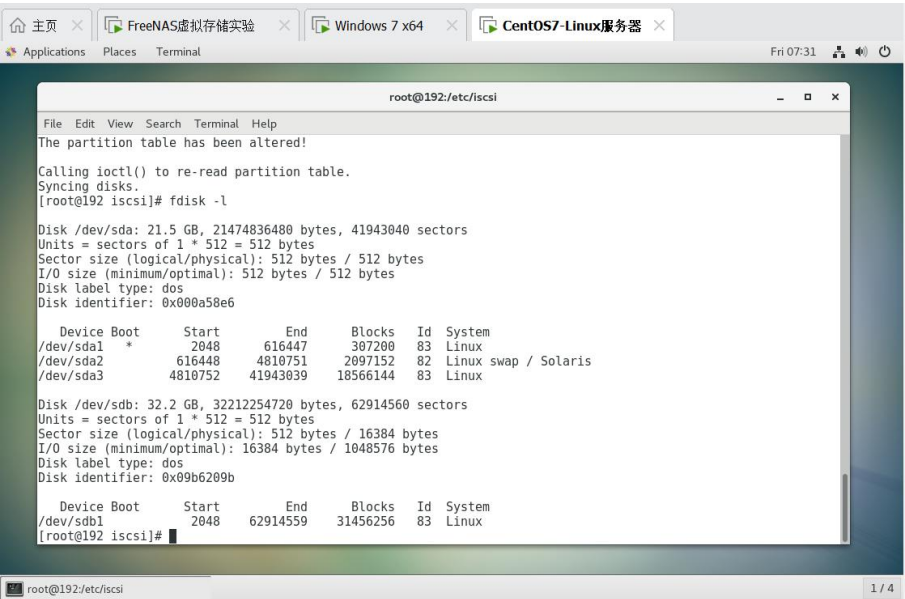 主页
FreeNAS虚拟存储实验
Windows 7 x64
CentOS7-Linux服务器
Applications Places Terminal
Fri 07:31
root@192:/etc/iscsi
File Edit View Search Terminal Help
The partition table has been altered!
Calling ioctl() to re-read partition table.
Syncing disks.
[root@192 iscsi]# fdisk -l
Disk /dev/sda: 21.5 GB, 21474836480 bytes, 41943040 sectors
Units = sectors of 1 * 512 = 512 bytes
Sector size (logical/physical): 512 bytes / 512 bytes
I/O size (minimum/optimal): 512 bytes / 512 bytes
Disk label type: dos
Disk identifier: 0x000a58e6
Device Boot Start End Blocks Id System
/dev/sda1 * 2048 616447 307200 83 Linux
/dev/sda2 616448 4810751 2097152 82 Linux swap / Solaris
/dev/sda3 4810752 41943039 18566144 83 Linux
Disk /dev/sdb: 32.2 GB, 32212254720 bytes, 62914560 sectors
Units = sectors of 1 * 512 = 512 bytes
Sector size (logical/physical): 512 bytes / 16384 bytes
I/O size (minimum/optimal): 16384 bytes / 1048576 bytes
Disk label type: dos
Disk identifier: 0x09b6209b
Device Boot Start End Blocks Id System
/dev/sdb1 2048 62914559 31456256 83 Linux
[root@192 iscsi]#
root@192:/etc/iscsi
1 / 4